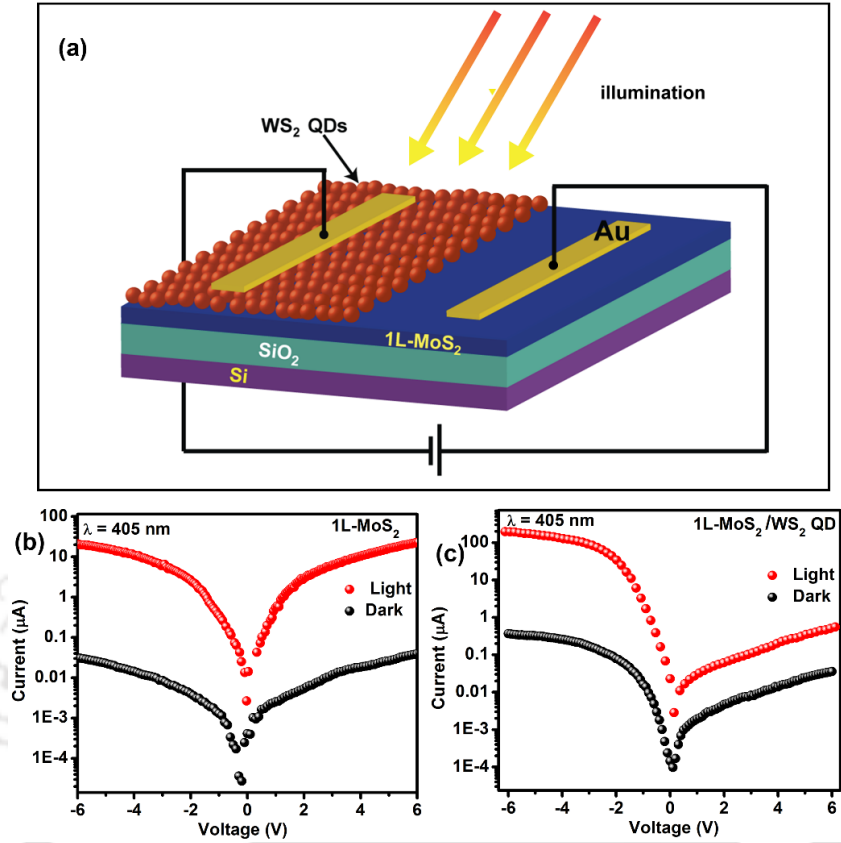 (a)
illumination
WS₂ QDs
Au
1L-MoS₂
SiO₂
Si
(b)
λ = 405 nm
1L-MoS₂
Light
Dark
Current (μA)
100
10
1
0.1
0.01
1E-3
1E-4
-6 -4 -2 0 2 4 6
Voltage (V)
(c)
λ = 405 nm
1L-MoS₂/WS₂ QD
Light
Dark
Current (μA)
100
10
1
0.1
0.01
1E-3
1E-4
-6 -4 -2 0 2 4 6
Voltage (V)